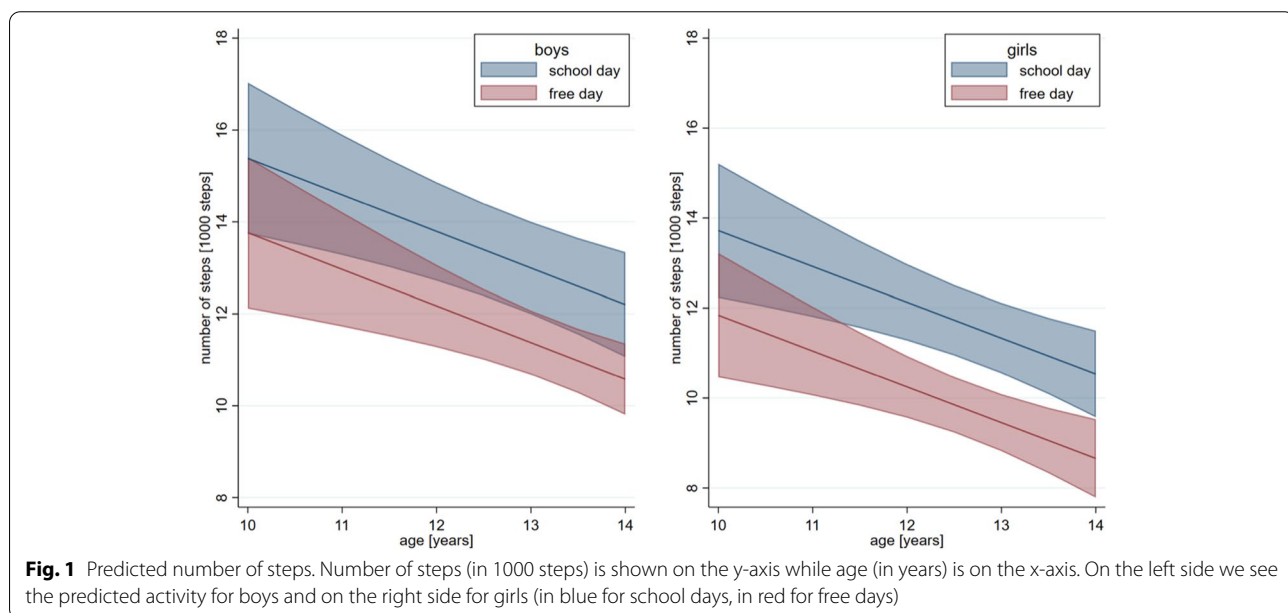 number of steps [1000 steps]
18
16
14
12
10
8
boys
school day
free day
10 11 12 13 14
age [years]
number of steps [1000 steps]
18
16
14
12
10
8
girls
school day
free day
10 11 12 13 14
age [years]
Fig. 1 Predicted number of steps. Number of steps (in 1000 steps) is shown on the y-axis while age (in years) is on the x-axis. On the left side we see
the predicted activity for boys and on the right side for girls (in blue for school days, in red for free days)